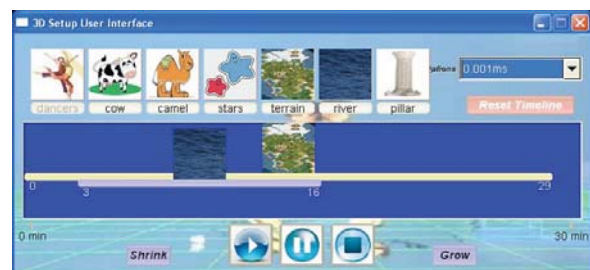 3D Setup User Interface
0.001ms
dancers cow camel stars terrain river pillar
Reset Timeline
0 3 16 29
0 min 30 min
Shrink Grow